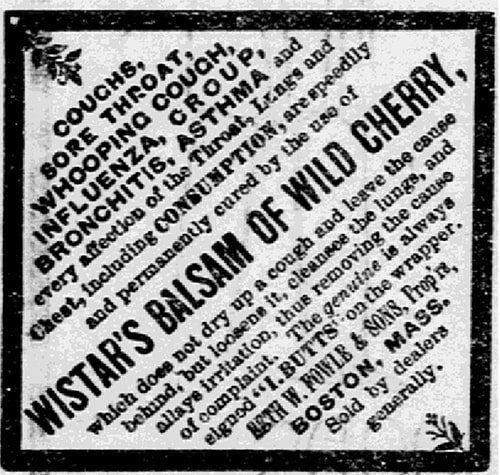 COUGHS,
SORE THROAT,
WHOOPING COUGH,
INFLUENZA, CROUP,
BRONCHITIS, ASTHMA and
every affection of the Throat, Lungs and
Chest, including CONSUMPTION, are speedily
and permanently cured by the use of
WISTAR'S BALSAM OF WILD CHERRY,
which does not dry up a cough and leave the cause
behind, but loosens it, cleanses the lungs, and
allays irritation, thus removing the cause
of complaint. The genuine is always
signed "I. BUTTS" on the wrapper.
SETH W. FOWLE & SONS, Prop'rs,
BOSTON, MASS.
Sold by dealers
generally.